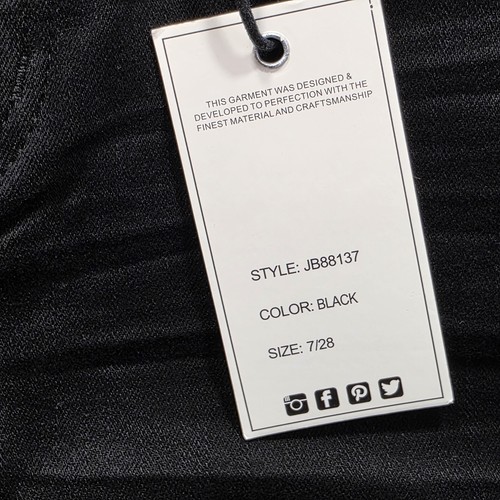 THIS GARMENT WAS DESIGNED &
DEVELOPED TO PERFECTION WITH THE
FINEST MATERIAL AND CRAFTSMANSHIP
STYLE: JB88137
COLOR: BLACK
SIZE: 7/28